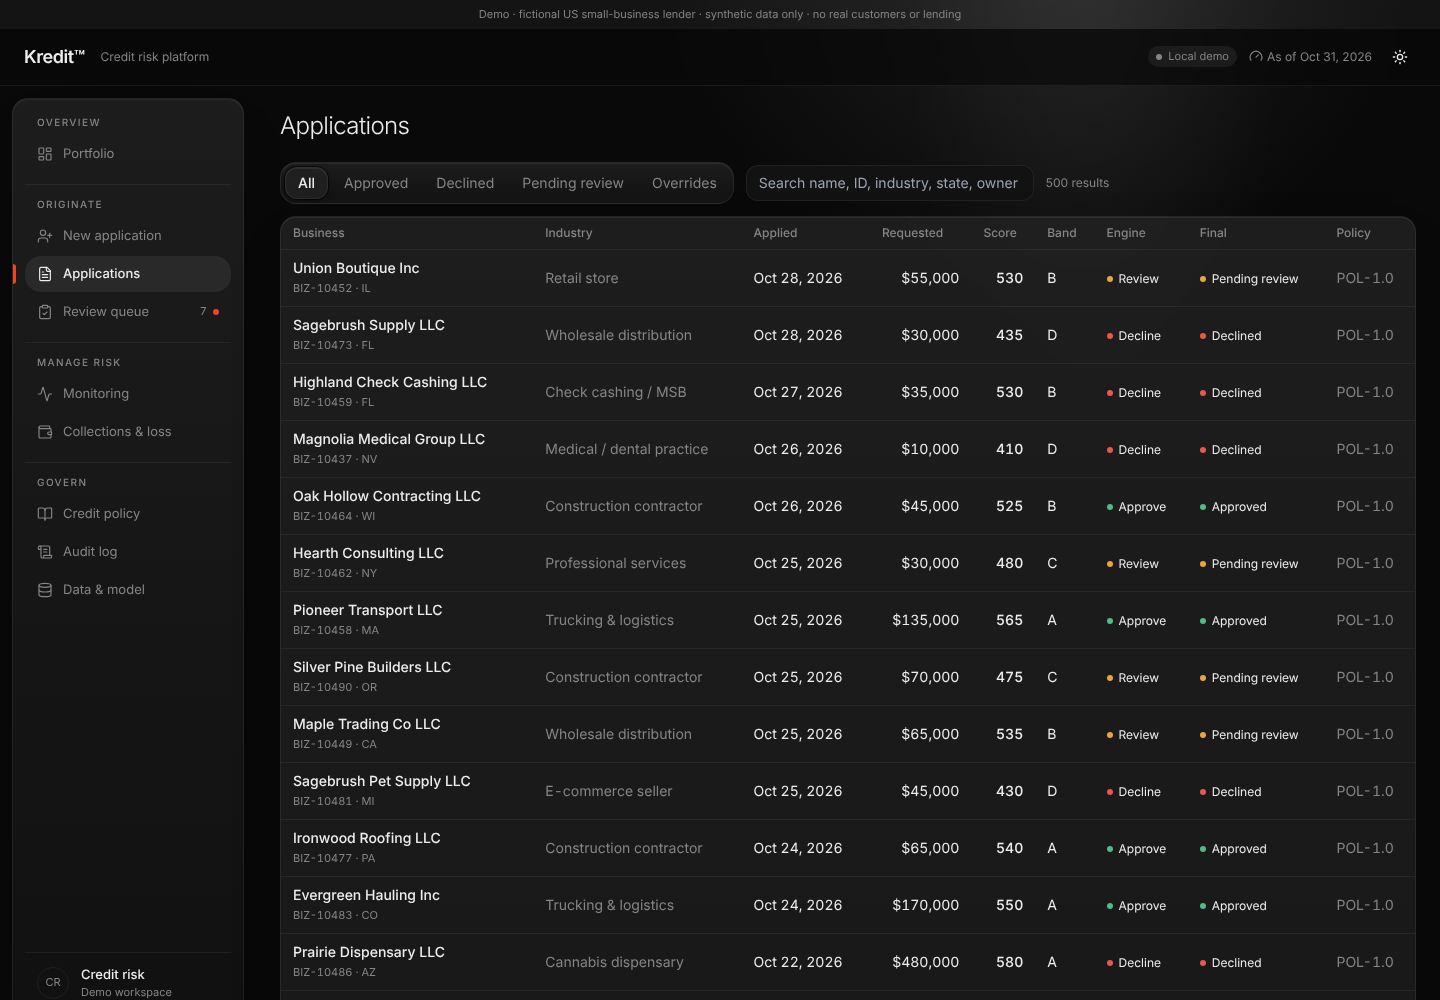 Demo · fictional US small-business lender · synthetic data only · no real customers or lending
Kredit™ Credit risk platform
Local demo As of Oct 31, 2026
OVERVIEW
Portfolio
ORIGINATE
New application
Applications
Review queue 7
MANAGE RISK
Monitoring
Collections & loss
GOVERN
Credit policy
Audit log
Data & model
CR
Credit risk
Demo workspace
Applications
All Approved Declined Pending review Overrides Search name, ID, industry, state, owner 500 results
Business Industry Applied Requested Score Band Engine Final Policy
Union Boutique Inc
BIZ-10452 · IL
Retail store Oct 28, 2026 $55,000 530 B Review Pending review POL-1.0
Sagebrush Supply LLC
BIZ-10473 · FL
Wholesale distribution Oct 28, 2026 $30,000 435 D Decline Declined POL-1.0
Highland Check Cashing LLC
BIZ-10459 · FL
Check cashing / MSB Oct 27, 2026 $35,000 530 B Decline Declined POL-1.0
Magnolia Medical Group LLC
BIZ-10437 · NV
Medical / dental practice Oct 26, 2026 $10,000 410 D Decline Declined POL-1.0
Oak Hollow Contracting LLC
BIZ-10464 · WI
Construction contractor Oct 26, 2026 $45,000 525 B Approve Approved POL-1.0
Hearth Consulting LLC
BIZ-10462 · NY
Professional services Oct 25, 2026 $30,000 480 C Review Pending review POL-1.0
Pioneer Transport LLC
BIZ-10458 · MA
Trucking & logistics Oct 25, 2026 $135,000 565 A Approve Approved POL-1.0
Silver Pine Builders LLC
BIZ-10490 · OR
Construction contractor Oct 25, 2026 $70,000 475 C Review Pending review POL-1.0
Maple Trading Co LLC
BIZ-10449 · CA
Wholesale distribution Oct 25, 2026 $65,000 535 B Review Pending review POL-1.0
Sagebrush Pet Supply LLC
BIZ-10481 · MI
E-commerce seller Oct 25, 2026 $45,000 430 D Decline Declined POL-1.0
Ironwood Roofing LLC
BIZ-10477 · PA
Construction contractor Oct 24, 2026 $65,000 540 A Approve Approved POL-1.0
Evergreen Hauling Inc
BIZ-10483 · CO
Trucking & logistics Oct 24, 2026 $170,000 550 A Approve Approved POL-1.0
Prairie Dispensary LLC
BIZ-10486 · AZ
Cannabis dispensary Oct 22, 2026 $480,000 580 A Decline Declined POL-1.0